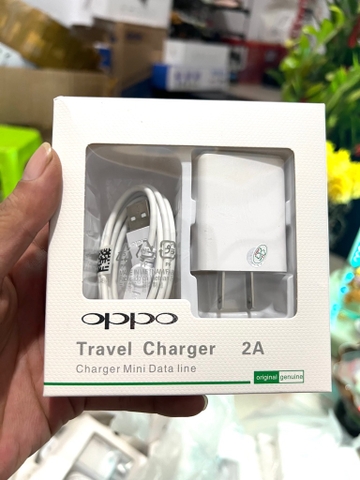 oppo
Travel Charger 2A
Charger Mini Data line
original genuine